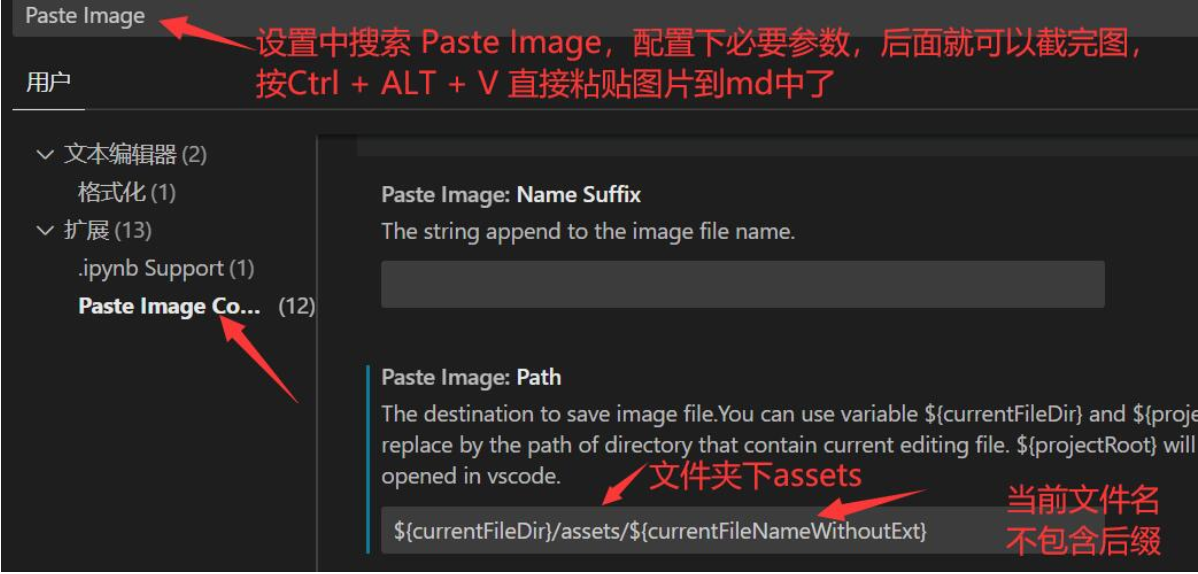 Paste Image
设置中搜索 Paste Image，配置下必要参数，后面就可以截完图，
按Ctrl + ALT + V 直接粘贴图片到md中了
用户
文本编辑器 (2)
格式化 (1)
扩展 (13)
.ipynb Support (1)
Paste Image Co... (12)
Paste Image: Name Suffix
The string append to the image file name.
Paste Image: Path
The destination to save image file.You can use variable ${currentFileDir} and ${proje
replace by the path of directory that contain current editing file. ${projectRoot} will
opened in vscode.
文件夹下assets
当前文件名
不包含后缀
${currentFileDir}/assets/${currentFileNameWithoutExt}